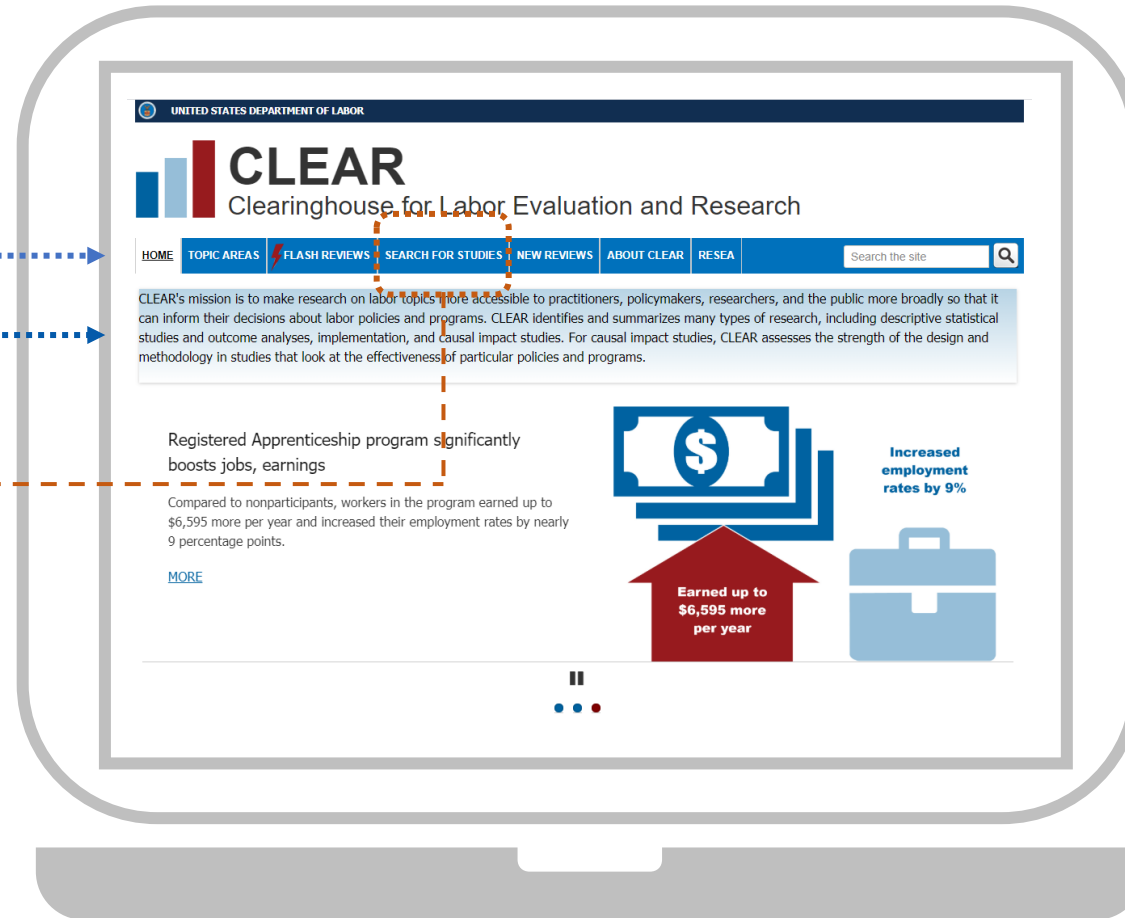 UNITED STATES DEPARTMENT OF LABOR
CLEAR
Clearinghouse for Labor Evaluation and Research
HOME TOPIC AREAS FLASH REVIEWS SEARCH FOR STUDIES NEW REVIEWS ABOUT CLEAR RESEA Search the site
CLEAR's mission is to make research on labor topics more accessible to practitioners, policymakers, researchers, and the public more broadly so that it
can inform their decisions about labor policies and programs. CLEAR identifies and summarizes many types of research, including descriptive statistical
studies and outcome analyses, implementation, and causal impact studies. For causal impact studies, CLEAR assesses the strength of the design and
methodology in studies that look at the effectiveness of particular policies and programs.
Registered Apprenticeship program significantly
boosts jobs, earnings
Compared to nonparticipants, workers in the program earned up to
$6,595 more per year and increased their employment rates by nearly
9 percentage points.
MORE
$
Increased
employment
rates by 9%
Earned up to
$6,595 more
per year